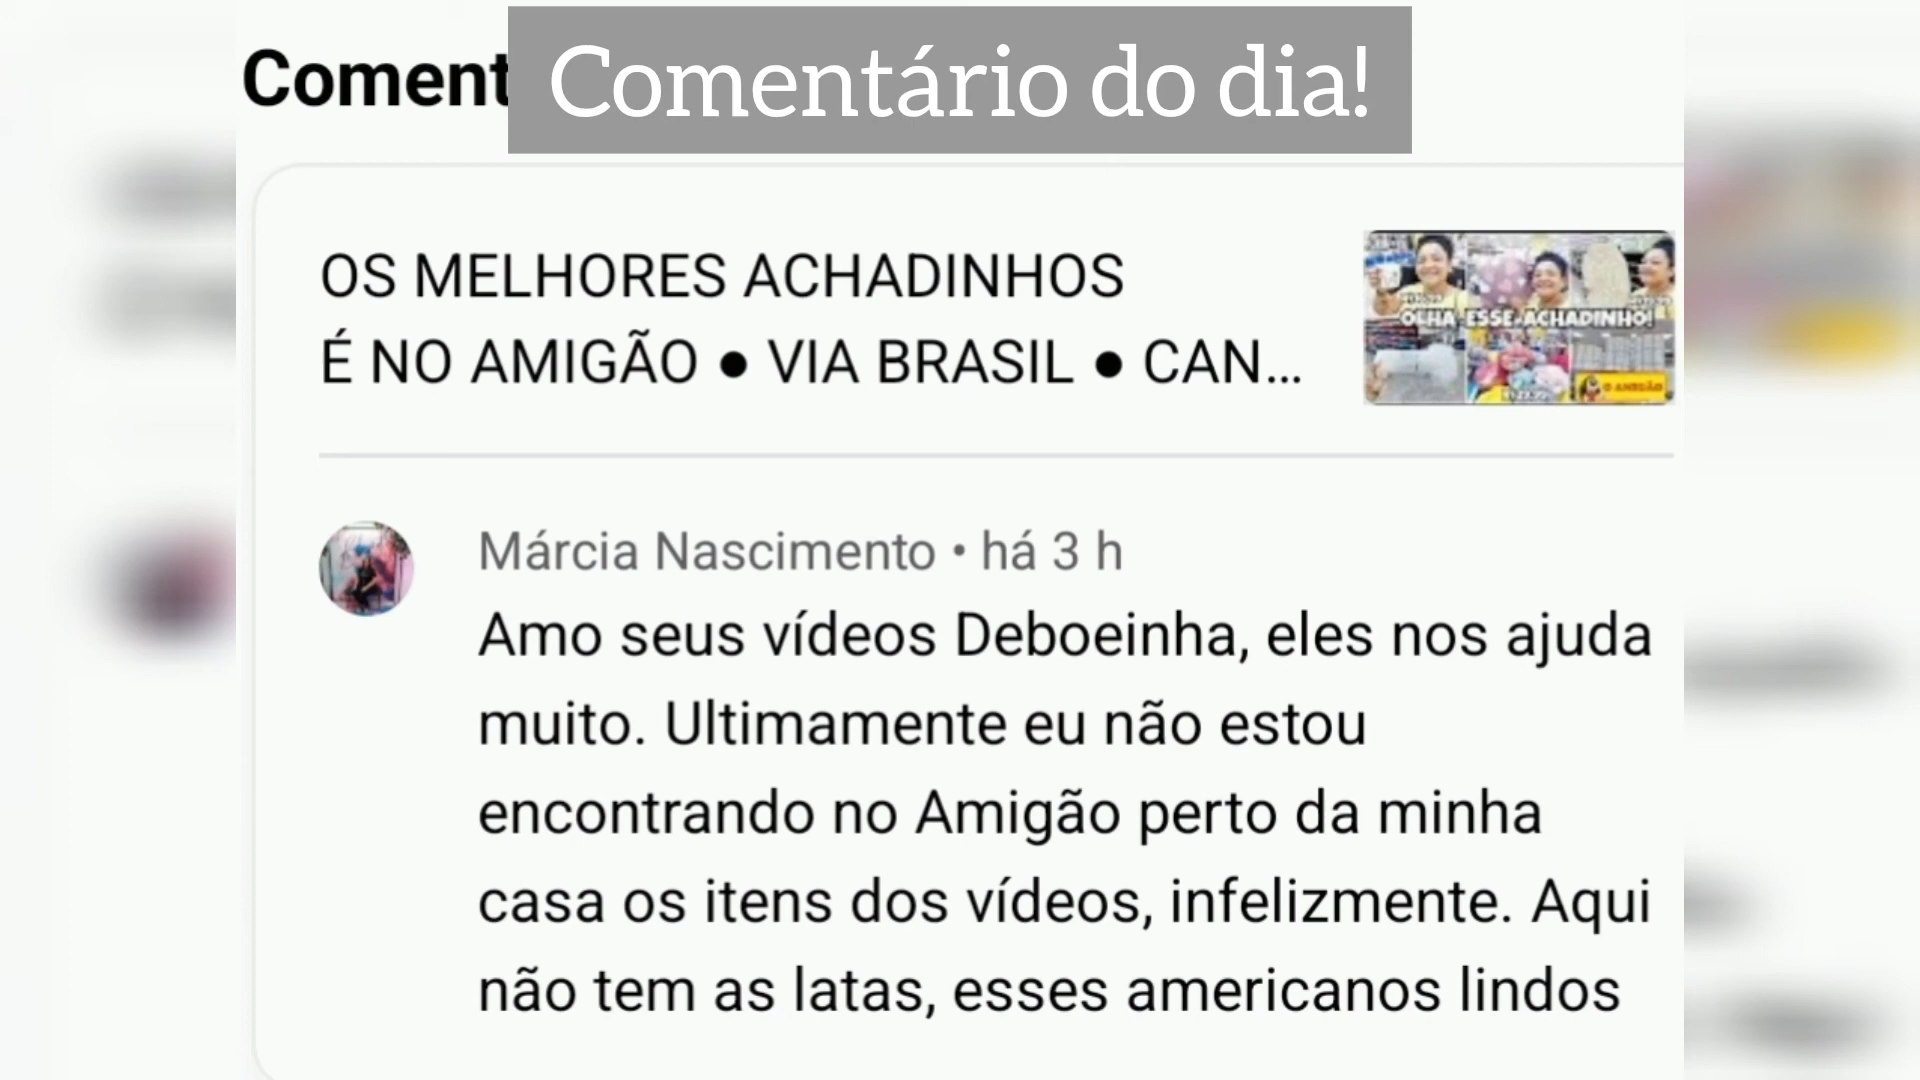 Coment
Comentário do dia!
OS MELHORES ACHADINHOS
É NO AMIGÃO ● VIA BRASIL ● CAN...
OLHA ESSE ACHADINHO!
O AMIGÃO
Márcia Nascimento • há 3 h
Amo seus vídeos Deboeinha, eles nos ajuda
muito. Ultimamente eu não estou
encontrando no Amigão perto da minha
casa os itens dos vídeos, infelizmente. Aqui
não tem as latas, esses americanos lindos